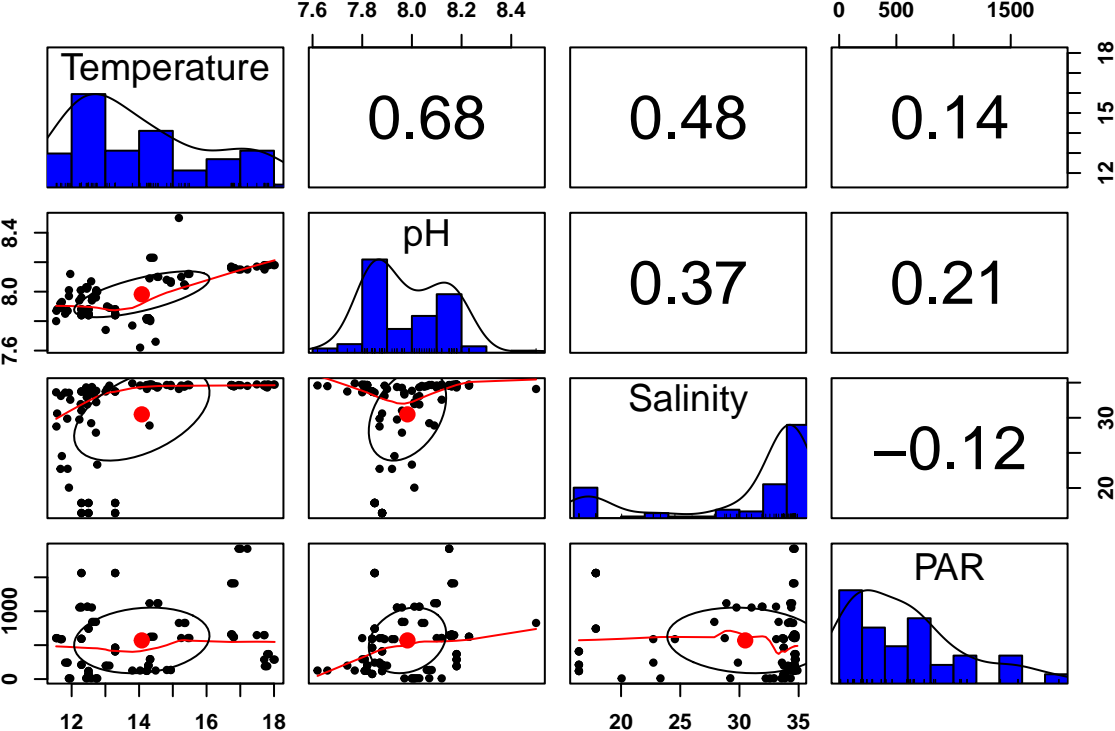 7.6 7.8 8.0 8.2 8.4 0 500 1500
Temperature 0.68 0.48 0.14 12 15 18
7.6 8.0 8.4 pH 0.37 0.21
Salinity −0.12 20 30
0 1000 PAR
12 14 16 18 20 25 30 35